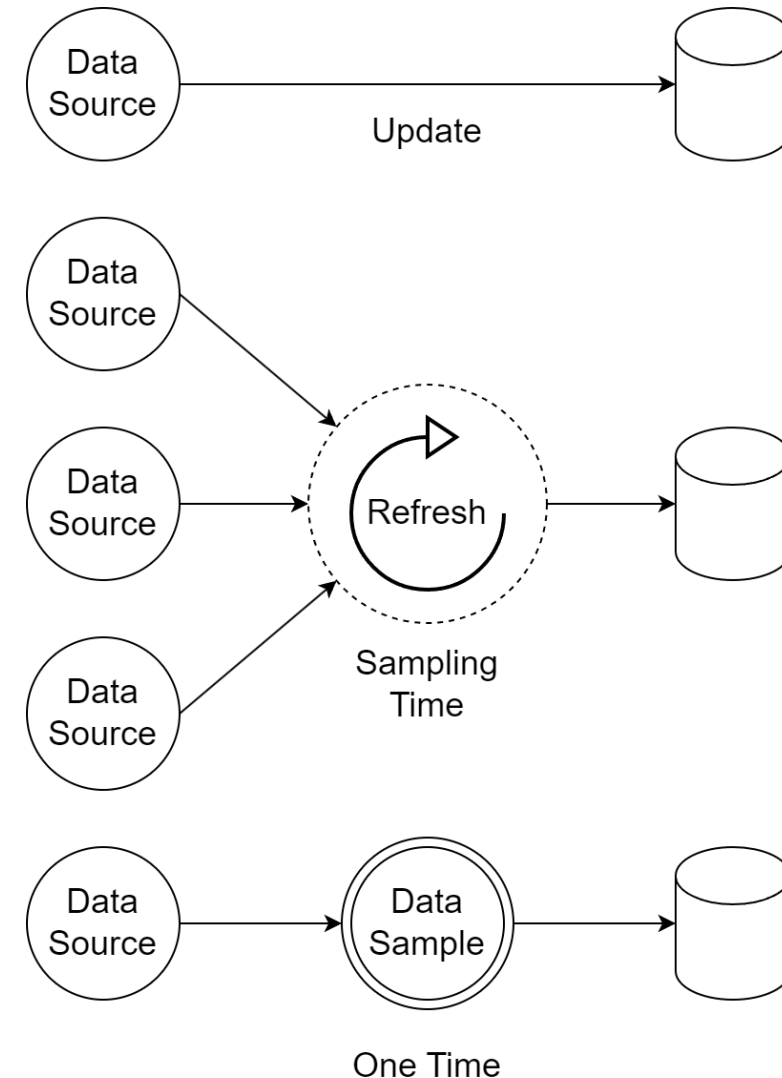 Data
Source
Update
Data
Source
Data
Source
Refresh
Sampling
Time
Data
Source
Data
Source
Data
Sample
One Time